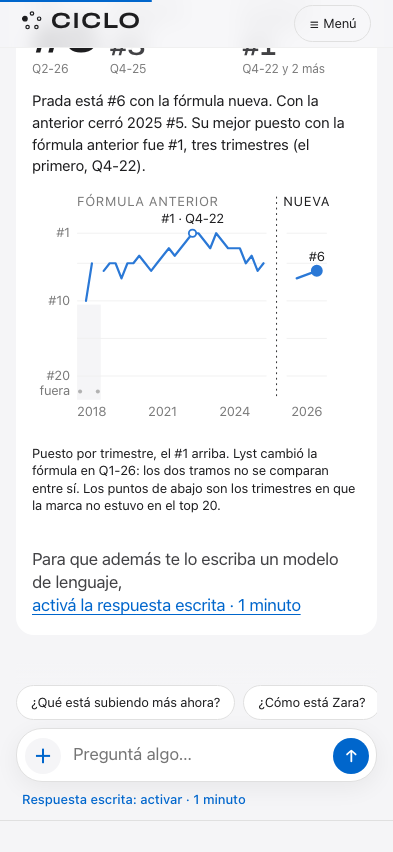 CICLO
≡ Menú
#5
#1
Q2-26
Q4-25
Q4-22 y 2 más
Prada está #6 con la fórmula nueva. Con la
anterior cerró 2025 #5. Su mejor puesto con la
fórmula anterior fue #1, tres trimestres (el
primero, Q4-22).
FÓRMULA ANTERIOR
NUEVA
#1 · Q4-22
#1
#6
#10
#20
fuera
2018
2021
2024
2026
Puesto por trimestre, el #1 arriba. Lyst cambió la
fórmula en Q1-26: los dos tramos no se comparan
entre sí. Los puntos de abajo son los trimestres en que
la marca no estuvo en el top 20.
Para que además te lo escriba un modelo
de lenguaje,
activá la respuesta escrita · 1 minuto
¿Qué está subiendo más ahora?
¿Cómo está Zara?
Preguntá algo...
Respuesta escrita: activar · 1 minuto